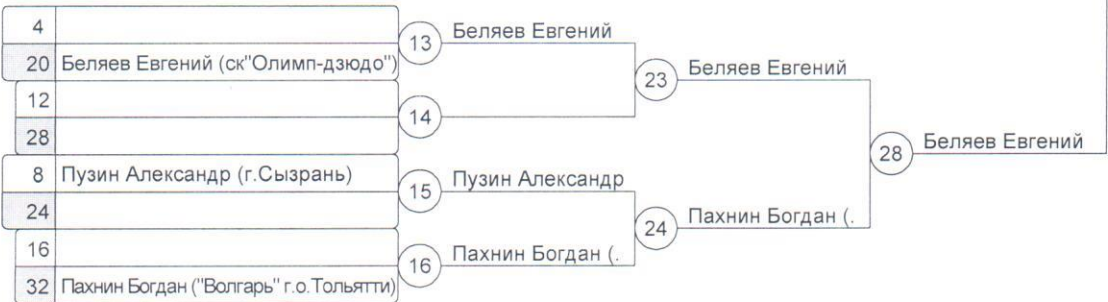 4
20 Беляев Евгений (ск"Олимп-дзюдо")
12
28
8 Пузин Александр (г.Сызрань)
24
16
32 Пахнин Богдан ("Волгарь" г.о.Тольятти)
13 Беляев Евгений
14
15 Пузин Александр
16 Пахнин Богдан (.
23 Беляев Евгений
24 Пахнин Богдан (.
28 Беляев Евгений